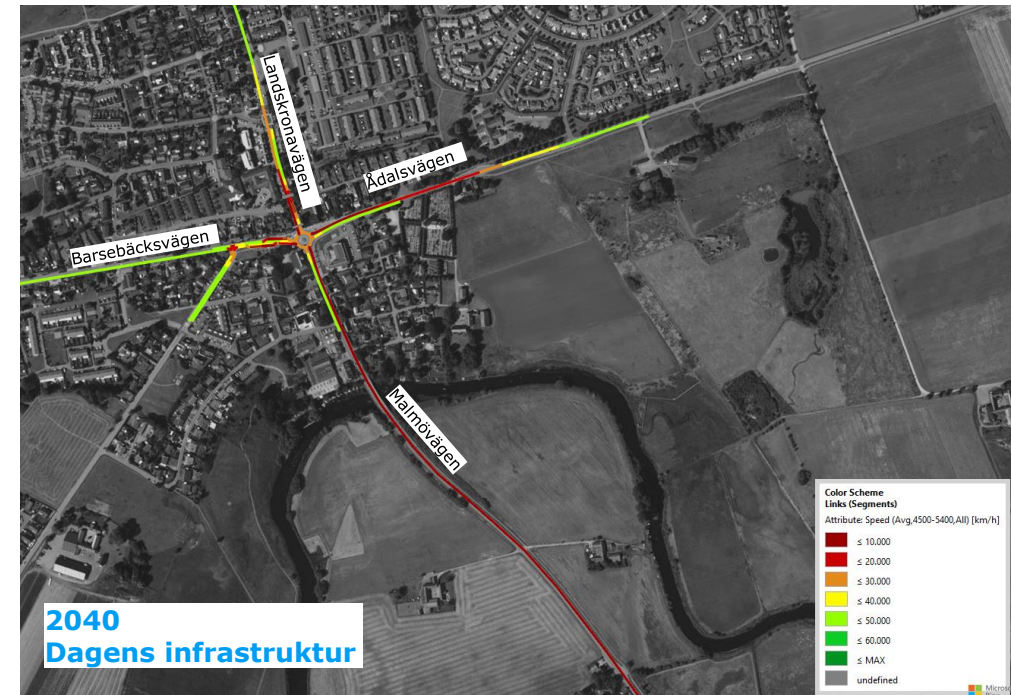 Landskronavägen
Ådalsvägen
Barsebäcksvägen
Malmövägen
Color Scheme
Links (Segments)
Attribute: Speed (Avg,4500-5400,All) [km/h]
≤ 10.000
≤ 20.000
≤ 30.000
≤ 40.000
≤ 50.000
≤ 60.000
≤ MAX
undefined
2040
Dagens infrastruktur